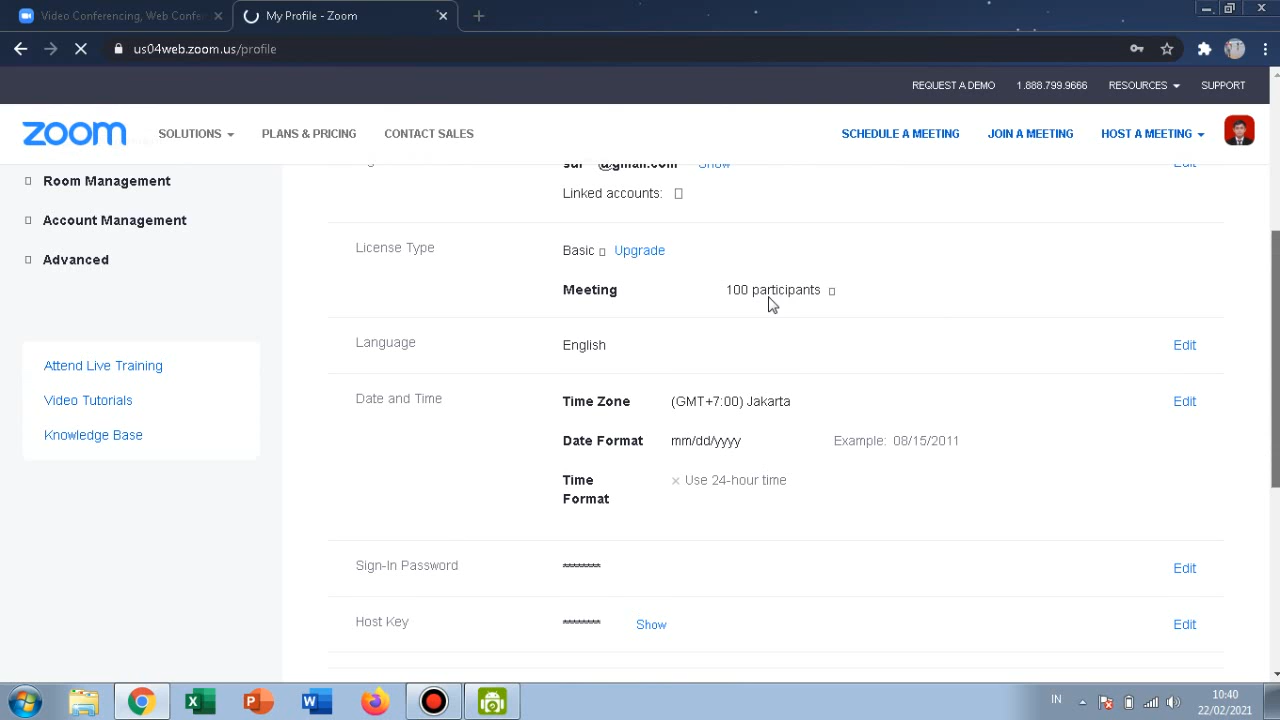 Video Conferencing, Web Confe
My Profile - Zoom
us04web.zoom.us/profile
REQUEST A DEMO 1.888.799.9666 RESOURCES SUPPORT
zoom SOLUTIONS PLANS & PRICING CONTACT SALES SCHEDULE A MEETING JOIN A MEETING HOST A MEETING
@gmail.com Show Edit
Room Management
Linked accounts:
Account Management
Advanced
License Type Basic Upgrade
Meeting 100 participants
Language English Edit
Attend Live Training
Video Tutorials
Knowledge Base
Date and Time Time Zone (GMT+7:00) Jakarta Edit
Date Format mm/dd/yyyy Example: 08/15/2011
Time Format × Use 24-hour time
Sign-In Password ******** Edit
Host Key ******** Show Edit
IN
10:40
22/02/2021